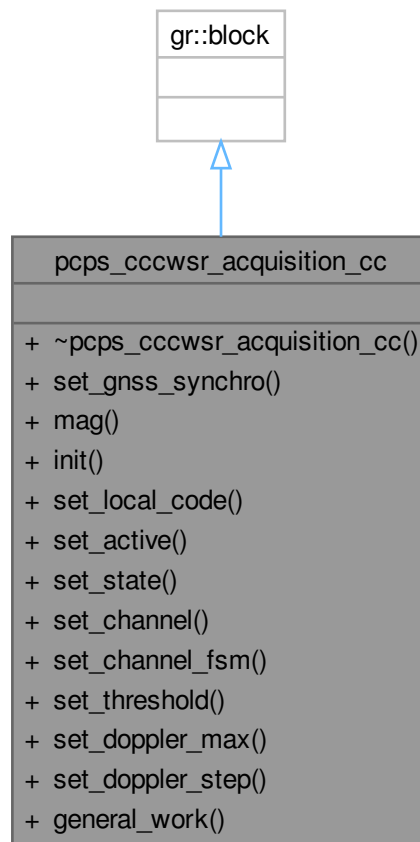 gr::block
pcps_cccwsr_acquisition_cc
+ ~pcps_cccwsr_acquisition_cc()
+ set_gnss_synchro()
+ mag()
+ init()
+ set_local_code()
+ set_active()
+ set_state()
+ set_channel()
+ set_channel_fsm()
+ set_threshold()
+ set_doppler_max()
+ set_doppler_step()
+ general_work()